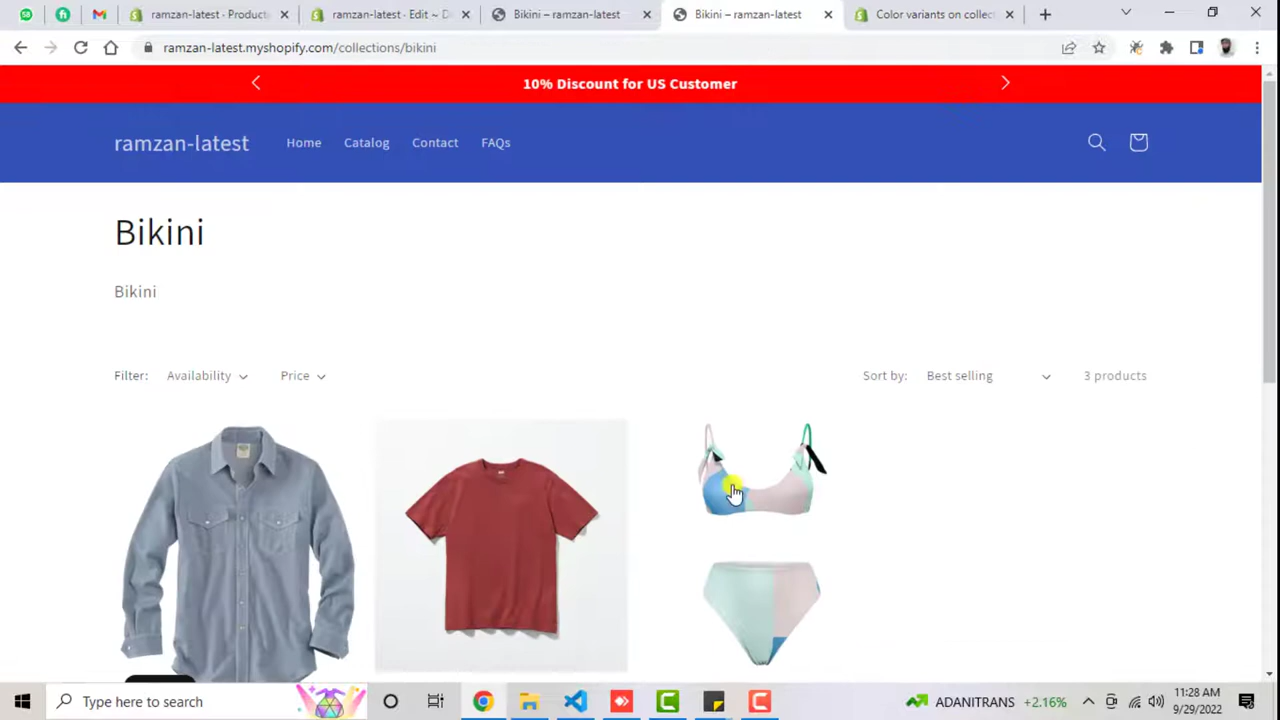 ramzan-latest - Product
ramzan-latest - Edit ~ D
Bikini – ramzan-latest
Bikini – ramzan-latest
Color variants on collec
ramzan-latest.myshopify.com/collections/bikini
10% Discount for US Customer
ramzan-latest
Home
Catalog
Contact
FAQs
Bikini
Bikini
Filter:
Availability
Price
Sort by:
Best selling
3 products
Type here to search
ADANITRANS +2.16%
11:28 AM
9/29/2022